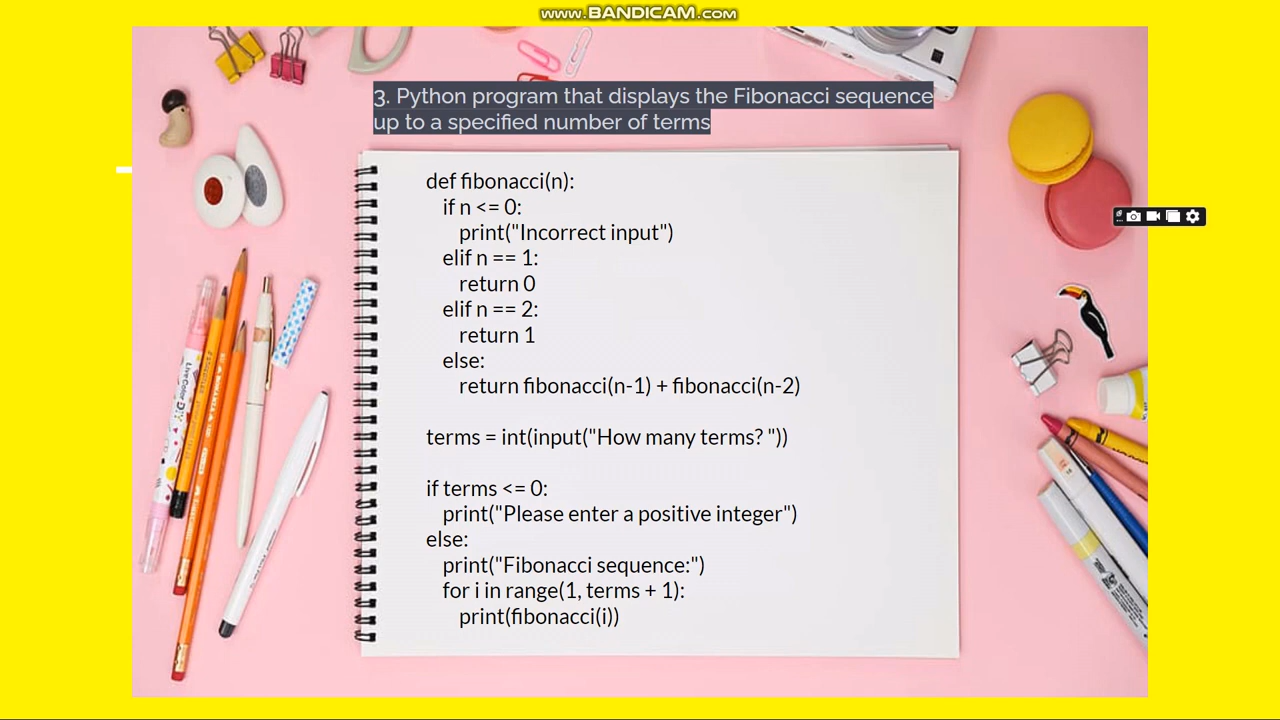 www.BANDICAM.com
3. Python program that displays the Fibonacci sequence
up to a specified number of terms
def fibonacci(n):
    if n <= 0:
        print("Incorrect input")
    elif n == 1:
        return 0
    elif n == 2:
        return 1
    else:
        return fibonacci(n-1) + fibonacci(n-2)
terms = int(input("How many terms? "))
if terms <= 0:
    print("Please enter a positive integer")
else:
    print("Fibonacci sequence:")
    for i in range(1, terms + 1):
        print(fibonacci(i))